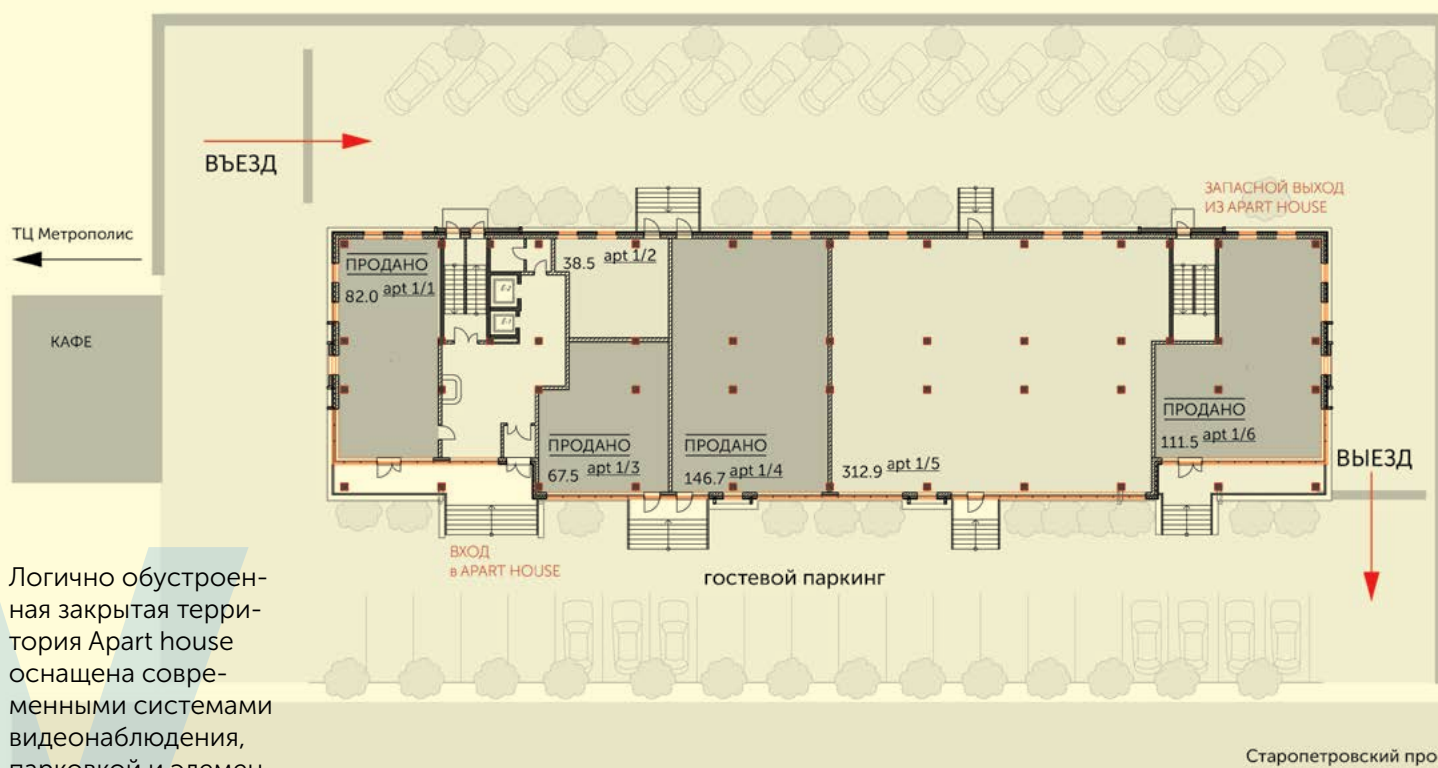 ВЪЕЗД
ЗАПАСНОЙ ВЫХОД
ИЗ APART HOUSE
ТЦ Метрополис
КАФЕ
ПРОДАНО
82.0 apt 1/1
38.5 apt 1/2
ПРОДАНО
67.5 apt 1/3
ПРОДАНО
146.7 apt 1/4
312.9 apt 1/5
ПРОДАНО
111.5 apt 1/6
ВЫЕЗД
ВХОД
в APART HOUSE
гостевой паркинг
Логично обустроен-
ная закрытая терри-
тория Apart house
оснащена совре-
менными системами
видеонаблюдения,
парковкой и элемен-
Старопетровский про